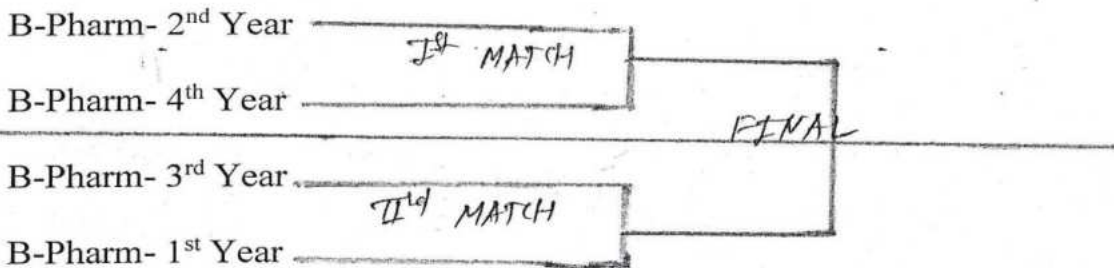 B-Pharm- 2nd Year
Ist MATCH
B-Pharm- 4th Year
FINAL
B-Pharm- 3rd Year
IInd MATCH
B-Pharm- 1st Year